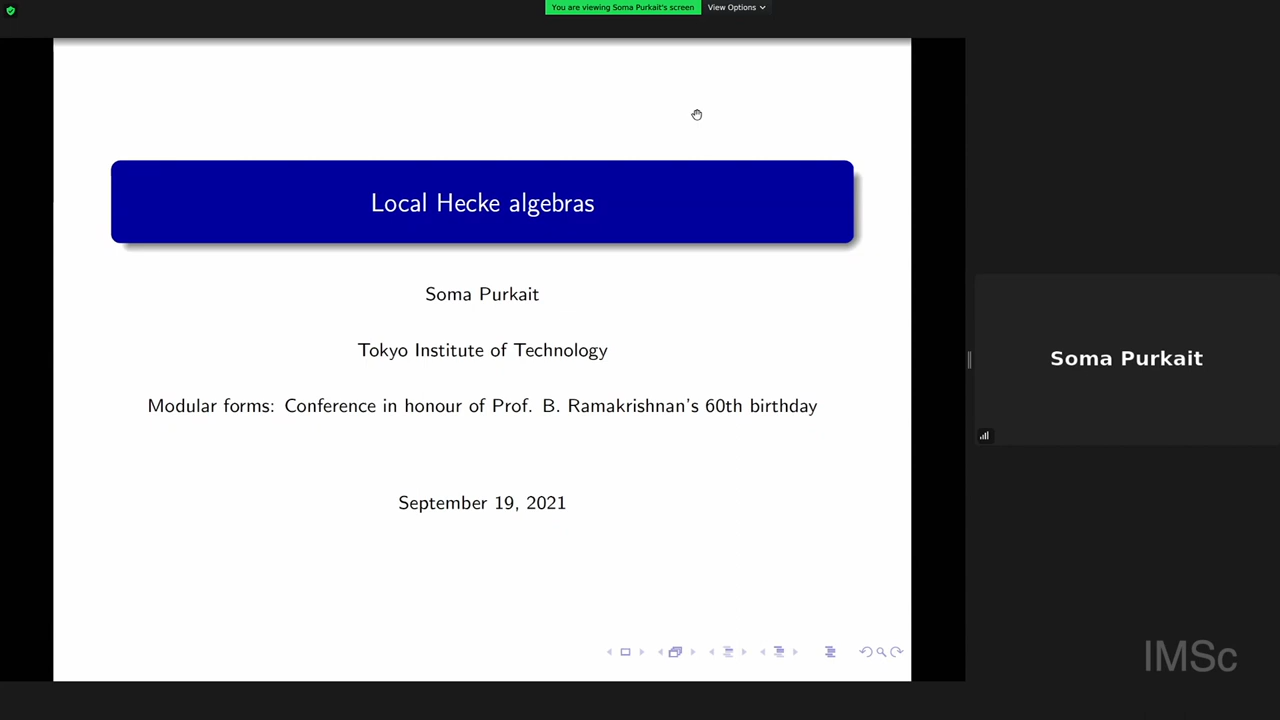 You are viewing Soma Purkait's screen View Options
Local Hecke algebras
Soma Purkait
Tokyo Institute of Technology
Modular forms: Conference in honour of Prof. B. Ramakrishnan's 60th birthday
September 19, 2021
Soma Purkait
IMSc